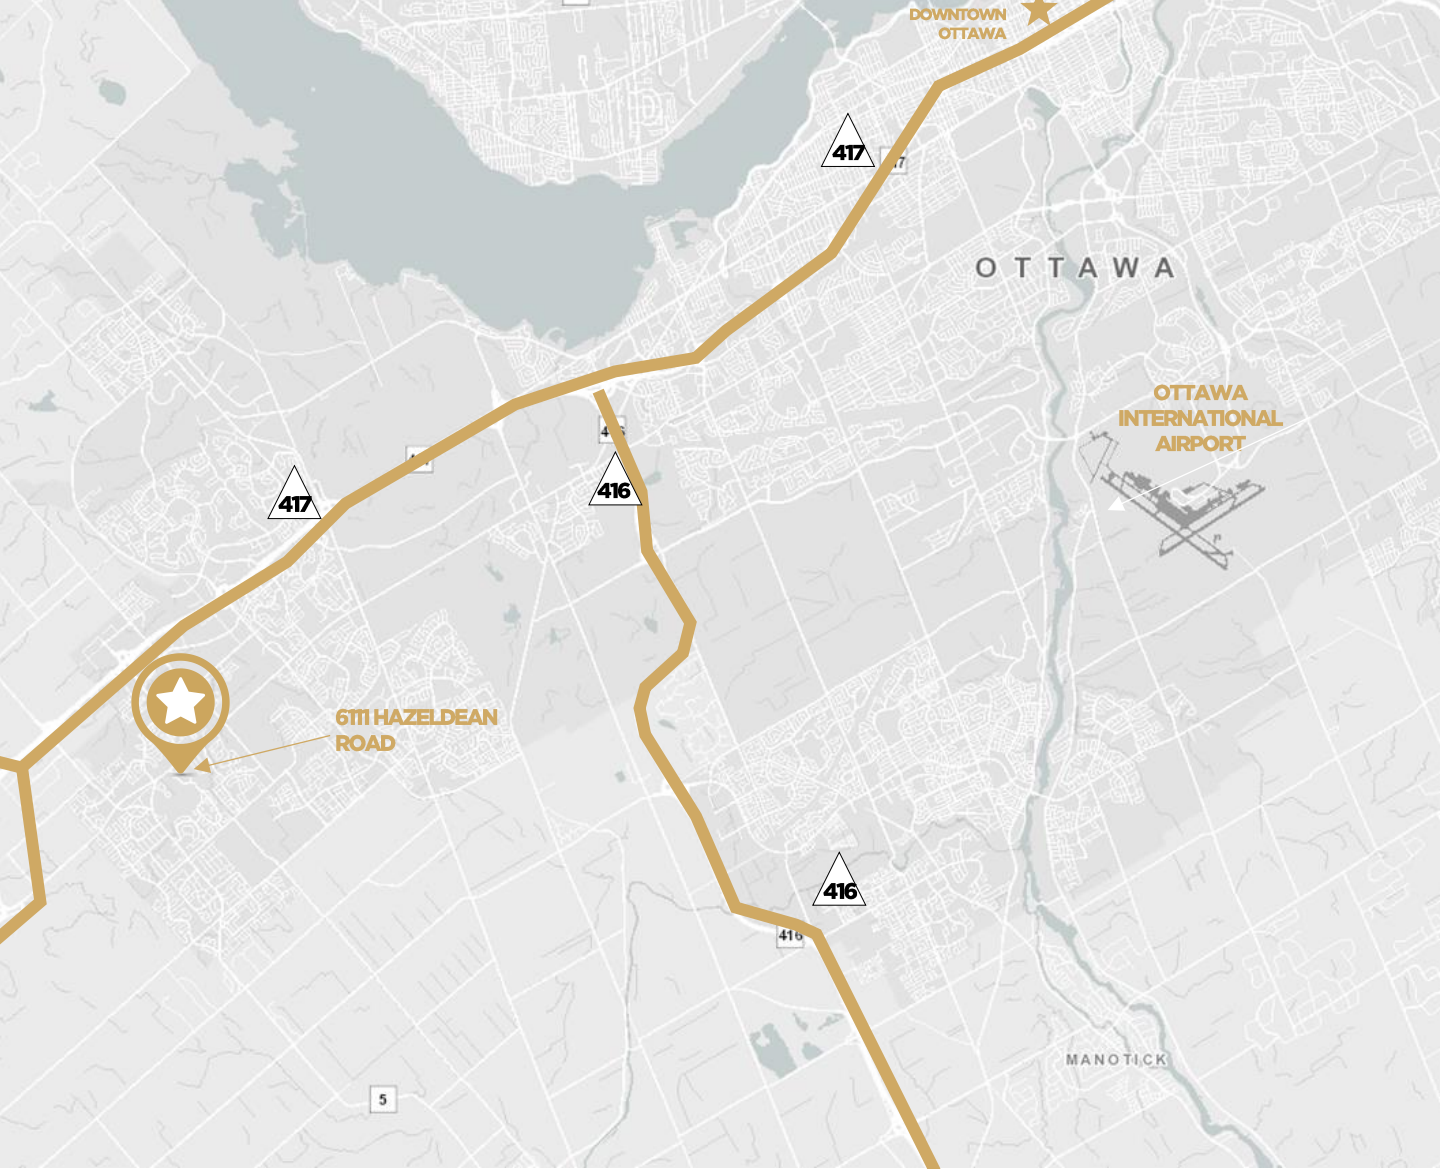 DOWNTOWN
OTTAWA
417
OTTAWA
OTTAWA
INTERNATIONAL
AIRPORT
417
416
6111 HAZELDEAN
ROAD
416
416
MANOTICK
5